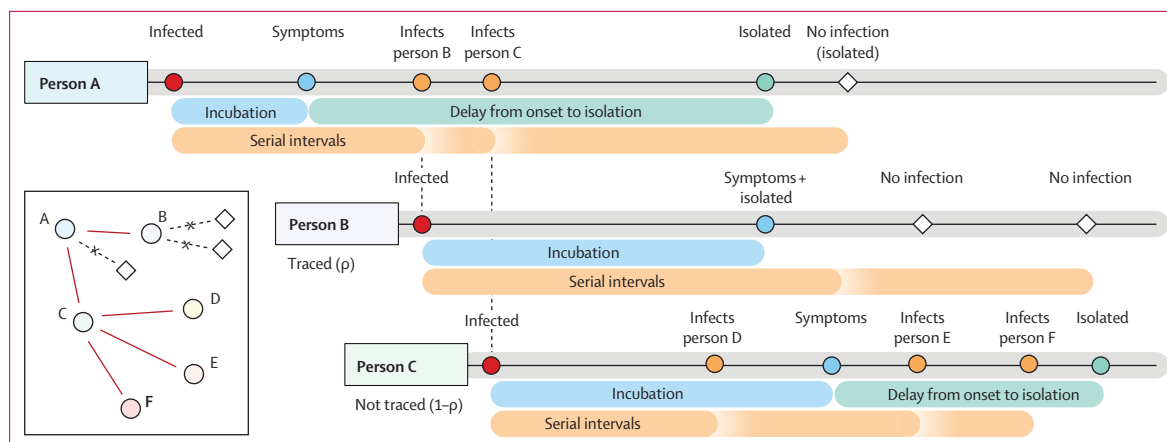 Infected
Symptoms
Infects
person B
Infects
person C
Isolated
No infection
(isolated)
Person A
Incubation
Delay from onset to isolation
Serial intervals
Infected
Symptoms+
isolated
No infection
No infection
Person B
Traced (ρ)
Incubation
Serial intervals
Infected
Infects
person D
Symptoms
Infects
person E
Infects
person F
Isolated
Person C
Not traced (1–ρ)
Incubation
Delay from onset to isolation
Serial intervals
A
B
C
D
E
F